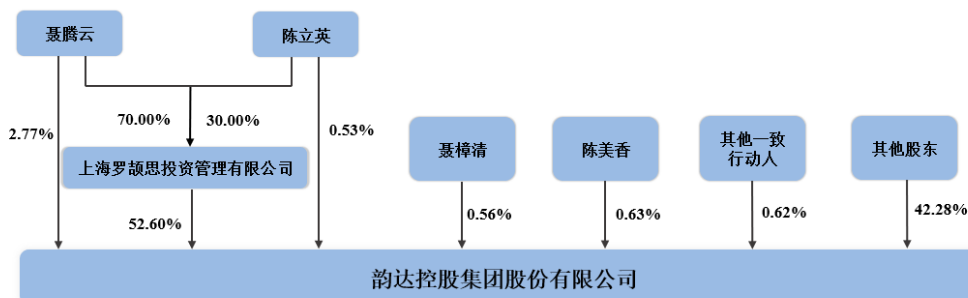 聂腾云
陈立英
2.77%
70.00%
30.00%
0.53%
上海罗颉思投资管理有限公司
聂樟清
陈美香
其他一致
行动人
其他股东
52.60%
0.56%
0.63%
0.62%
42.28%
韵达控股集团股份有限公司